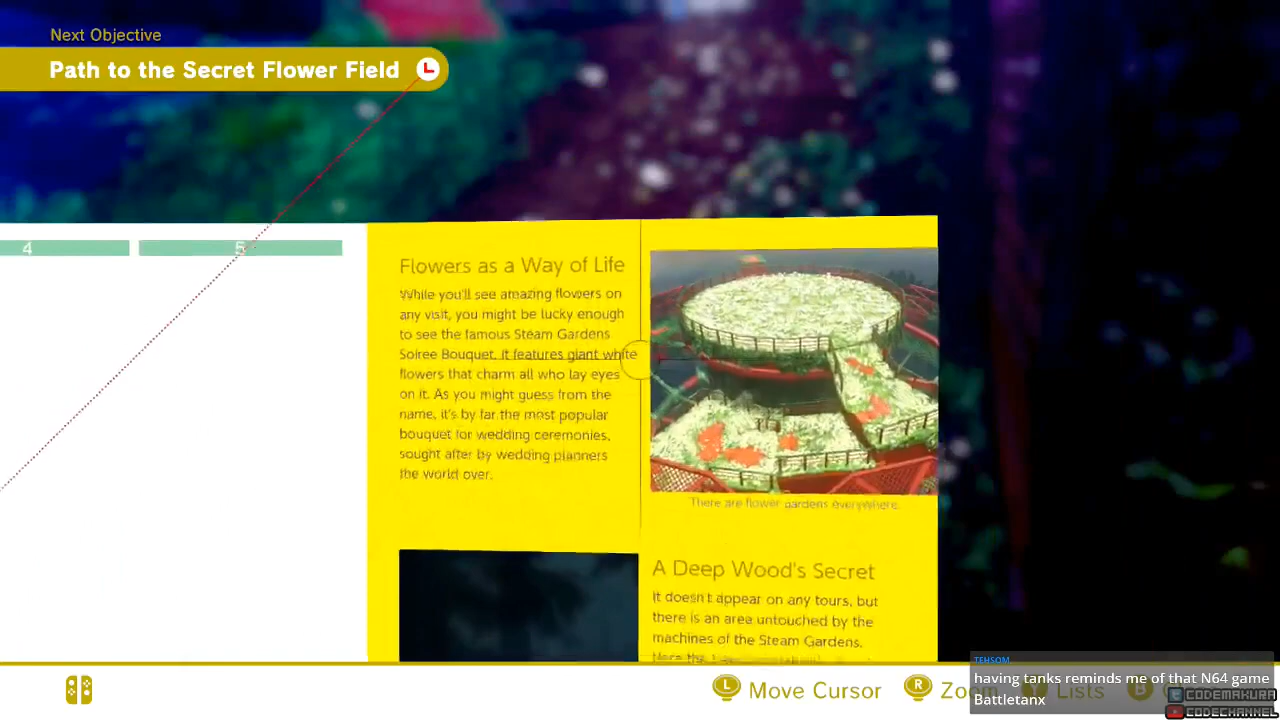 Next Objective
Path to the Secret Flower Field
4
5
Flowers as a Way of Life
While you'll see amazing flowers on
any visit, you might be lucky enough
to see the famous Steam Gardens
Soiree Bouquet. It features giant white
flowers that charm all who lay eyes
on it. As you might guess from the
name, it's by far the most popular
bouquet for wedding ceremonies,
sought after by wedding planners
the world over.
There are flower gardens everywhere.
A Deep Wood's Secret
It doesn't appear on any tours, but
there is an area untouched by the
machines of the Steam Gardens.
L Move Cursor
R Zoom
Y Lists
B
TEHSOM
having tanks reminds me of that N64 game
Battletanx
CODEMAKURA
CODECHANNEL